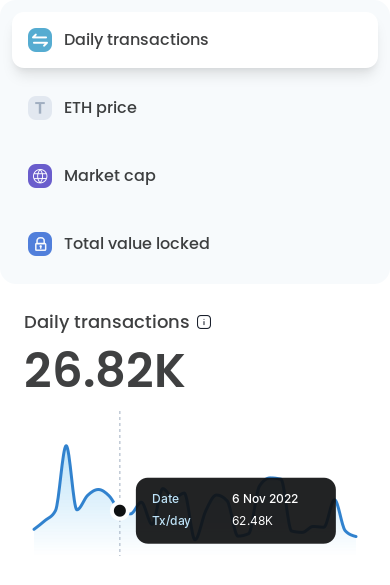 Daily transactions
T ETH price
Market cap
Total value locked
Daily transactions i
26.82K
Date 6 Nov 2022
Tx/day 62.48K